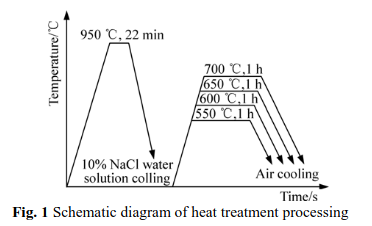 Temperature/℃
950 ℃, 22 min
700 ℃,1 h
650 ℃,1 h
600 ℃,1 h
550 ℃,1 h
10% NaCl water
solution colling
Air cooling
Time/s
Fig. 1 Schematic diagram of heat treatment processing